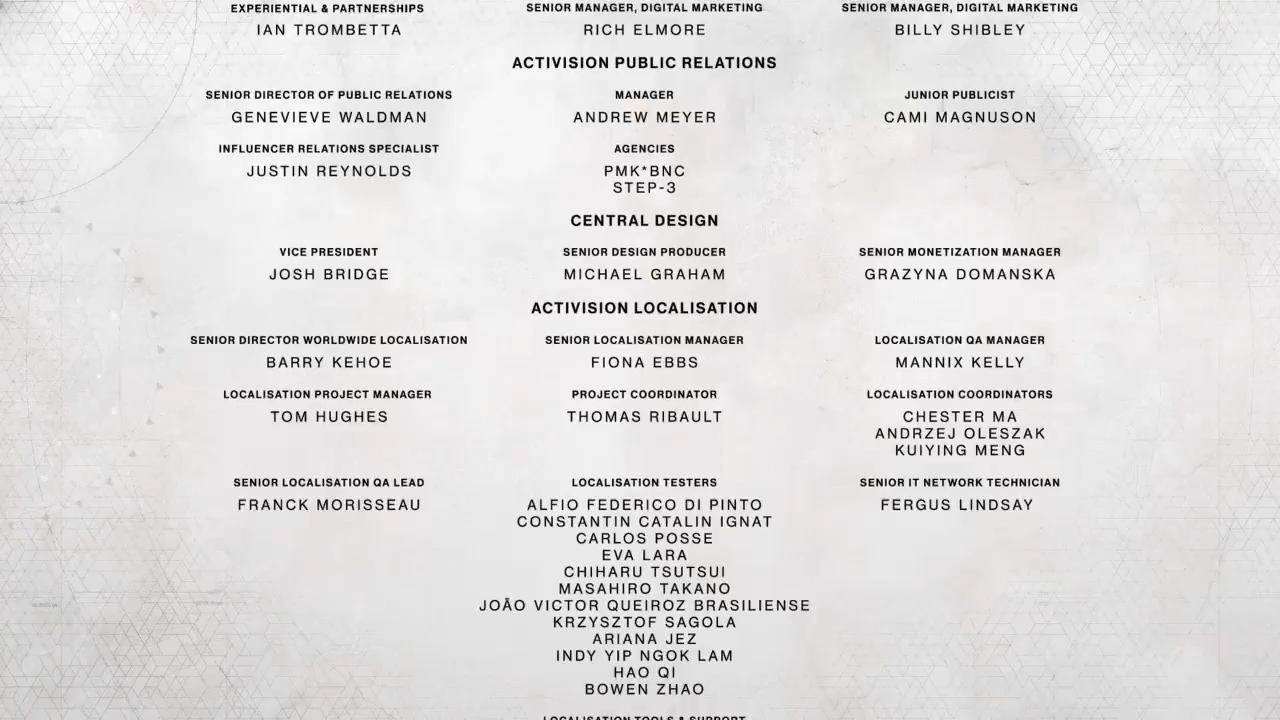 EXPERIENTIAL & PARTNERSHIPS
IAN TROMBETTA
SENIOR MANAGER, DIGITAL MARKETING
RICH ELMORE
SENIOR MANAGER, DIGITAL MARKETING
BILLY SHIBLEY
ACTIVISION PUBLIC RELATIONS
SENIOR DIRECTOR OF PUBLIC RELATIONS
GENEVIEVE WALDMAN
MANAGER
ANDREW MEYER
JUNIOR PUBLICIST
CAMI MAGNUSON
INFLUENCER RELATIONS SPECIALIST
JUSTIN REYNOLDS
AGENCIES
PMK*BNC
STEP-3
CENTRAL DESIGN
VICE PRESIDENT
JOSH BRIDGE
SENIOR DESIGN PRODUCER
MICHAEL GRAHAM
SENIOR MONETIZATION MANAGER
GRAZYNA DOMANSKA
ACTIVISION LOCALISATION
SENIOR DIRECTOR WORLDWIDE LOCALISATION
BARRY KEHOE
SENIOR LOCALISATION MANAGER
FIONA EBBS
LOCALISATION QA MANAGER
MANNIX KELLY
LOCALISATION PROJECT MANAGER
TOM HUGHES
PROJECT COORDINATOR
THOMAS RIBAULT
LOCALISATION COORDINATORS
CHESTER MA
ANDRZEJ OLESZAK
KUIYING MENG
SENIOR LOCALISATION QA LEAD
FRANCK MORISSEAU
LOCALISATION TESTERS
ALFIO FEDERICO DI PINTO
CONSTANTIN CATALIN IGNAT
CARLOS POSSE
EVA LARA
CHIHARU TSUTSUI
MASAHIRO TAKANO
JOÃO VICTOR QUEIROZ BRASILIENSE
KRZYSZTOF SAGOLA
ARIANA JEZ
INDY YIP NGOK LAM
HAO QI
BOWEN ZHAO
SENIOR IT NETWORK TECHNICIAN
FERGUS LINDSAY
LOCALISATION TOOLS & SUPPORT